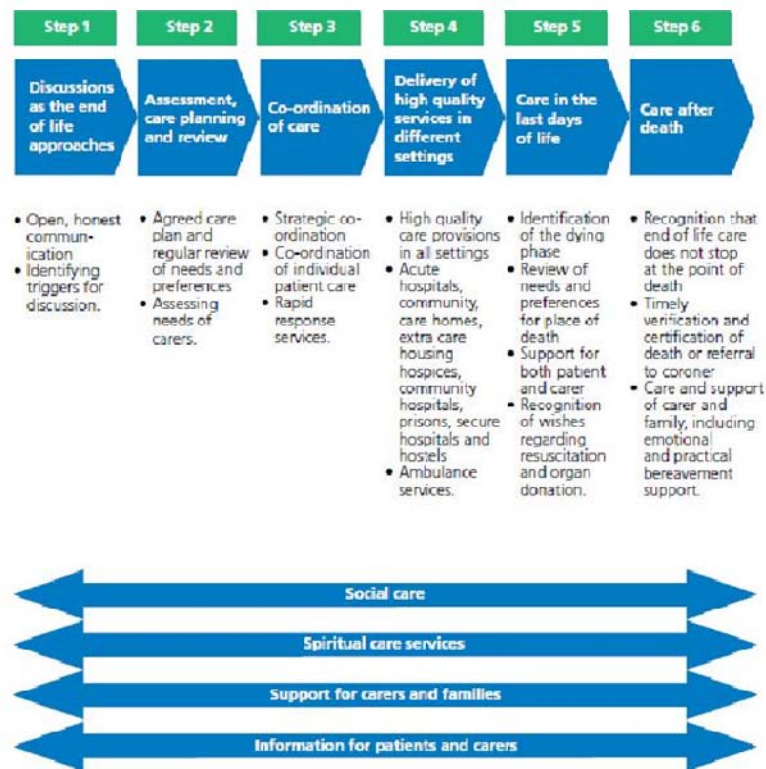 Step 1
Step 2
Step 3
Step 4
Step 5
Step 6
Discussions
as the end
of life
approaches
Assessment,
care planning
and review
Co-ordination
of care
Delivery of
high quality
services in
different
settings
Care in the
last days
of life
Care after
death
• Open, honest
commun-
ication
• Identifying
triggers for
discussion.
• Agreed care
plan and
regular review
of needs and
preferences
• Assessing
needs of
carers.
• Strategic co-
ordination
• Co-ordination
of individual
patient care
• Rapid
response
services.
• High quality
care provisions
in all settings
• Acute
hospitals,
community,
care homes,
extra care
housing
hospices,
community
hospitals,
prisons, secure
hospitals and
hostels
• Ambulance
services.
• Identification
of the dying
phase
• Review of
needs and
preferences
for place of
death
• Support for
both patient
and carer
• Recognition
of wishes
regarding
resuscitation
and organ
donation.
• Recognition that
end of life care
does not stop
at the point of
death
• Timely
verification and
certification of
death or referral
to coroner
• Care and support
of carer and
family, including
emotional
and practical
bereavement
support.
Social care
Spiritual care services
Support for carers and families
Information for patients and carers